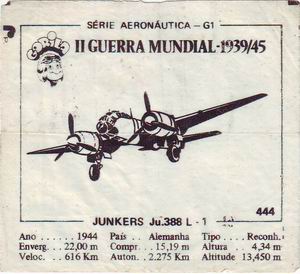 SÉRIE AERONÁUTICA - G1
II GUERRA MUNDIAL-1939/45
444
JUNKERS Ju.388 L - 1
Ano ...... 1944 País .. Alemanha Tipo .. Reconh.
Enverg... 22,00 m Compr... 15,19 m Altura .. 4,34 m
Veloc. .. 616 Km Auton... 2.275 Km Altitude 13,450 m